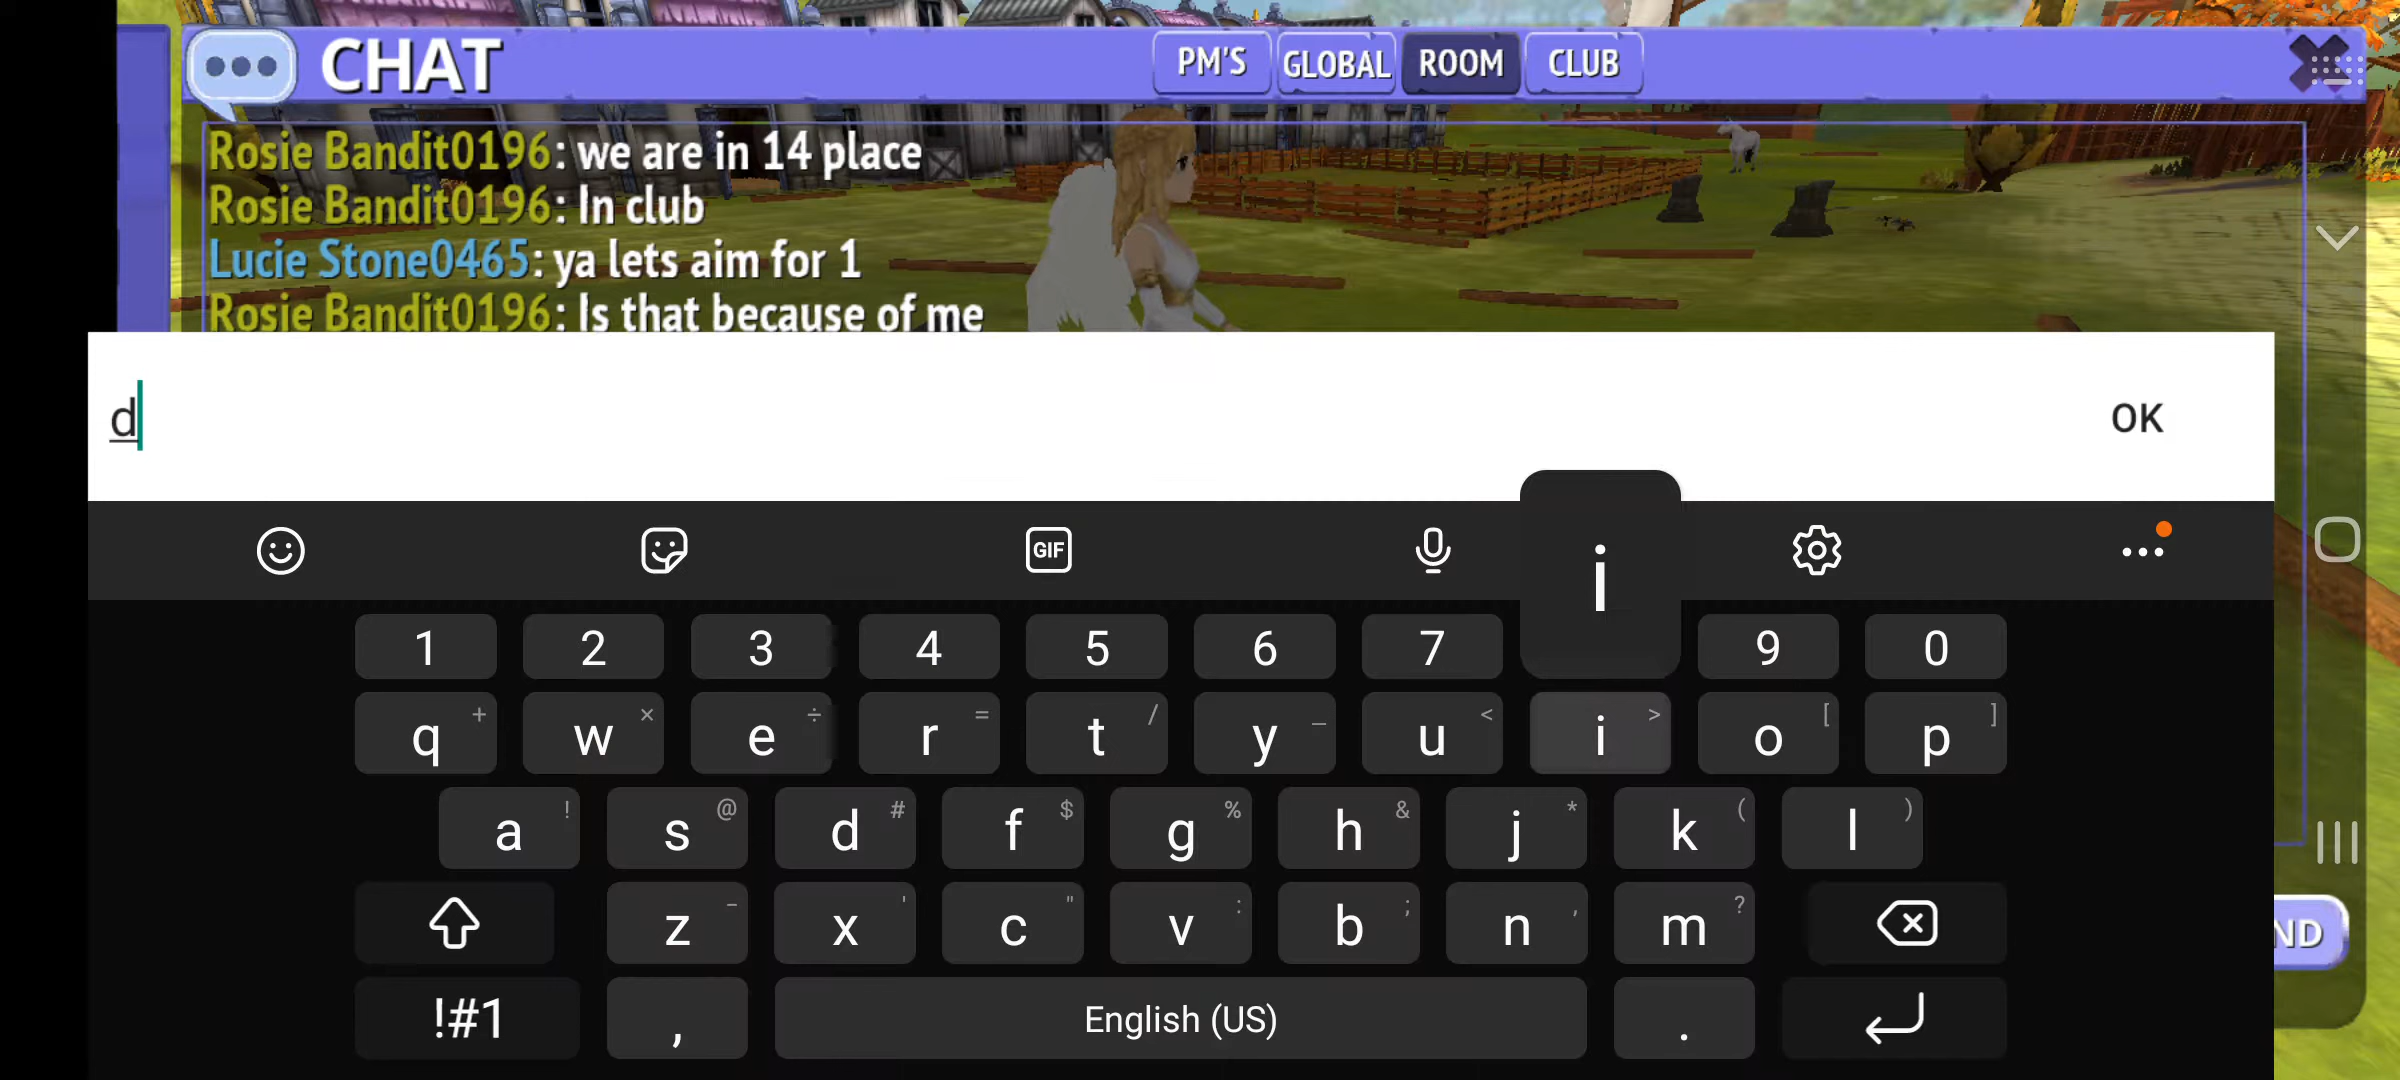 CHAT
PM'S GLOBAL ROOM CLUB
Rosie Bandit0196: we are in 14 place
Rosie Bandit0196: In club
Lucie Stone0465: ya lets aim for 1
Rosie Bandit0196: Is that because of me
d
OK
GIF
i
1 2 3 4 5 6 7 9 0
q + w × e ÷ r = t / y _ u < i > o [ p ]
a ! s @ d # f $ g % h & j * k ( l )
z - x ' c " v : b ; n , m ?
ND
!#1 , English (US) .